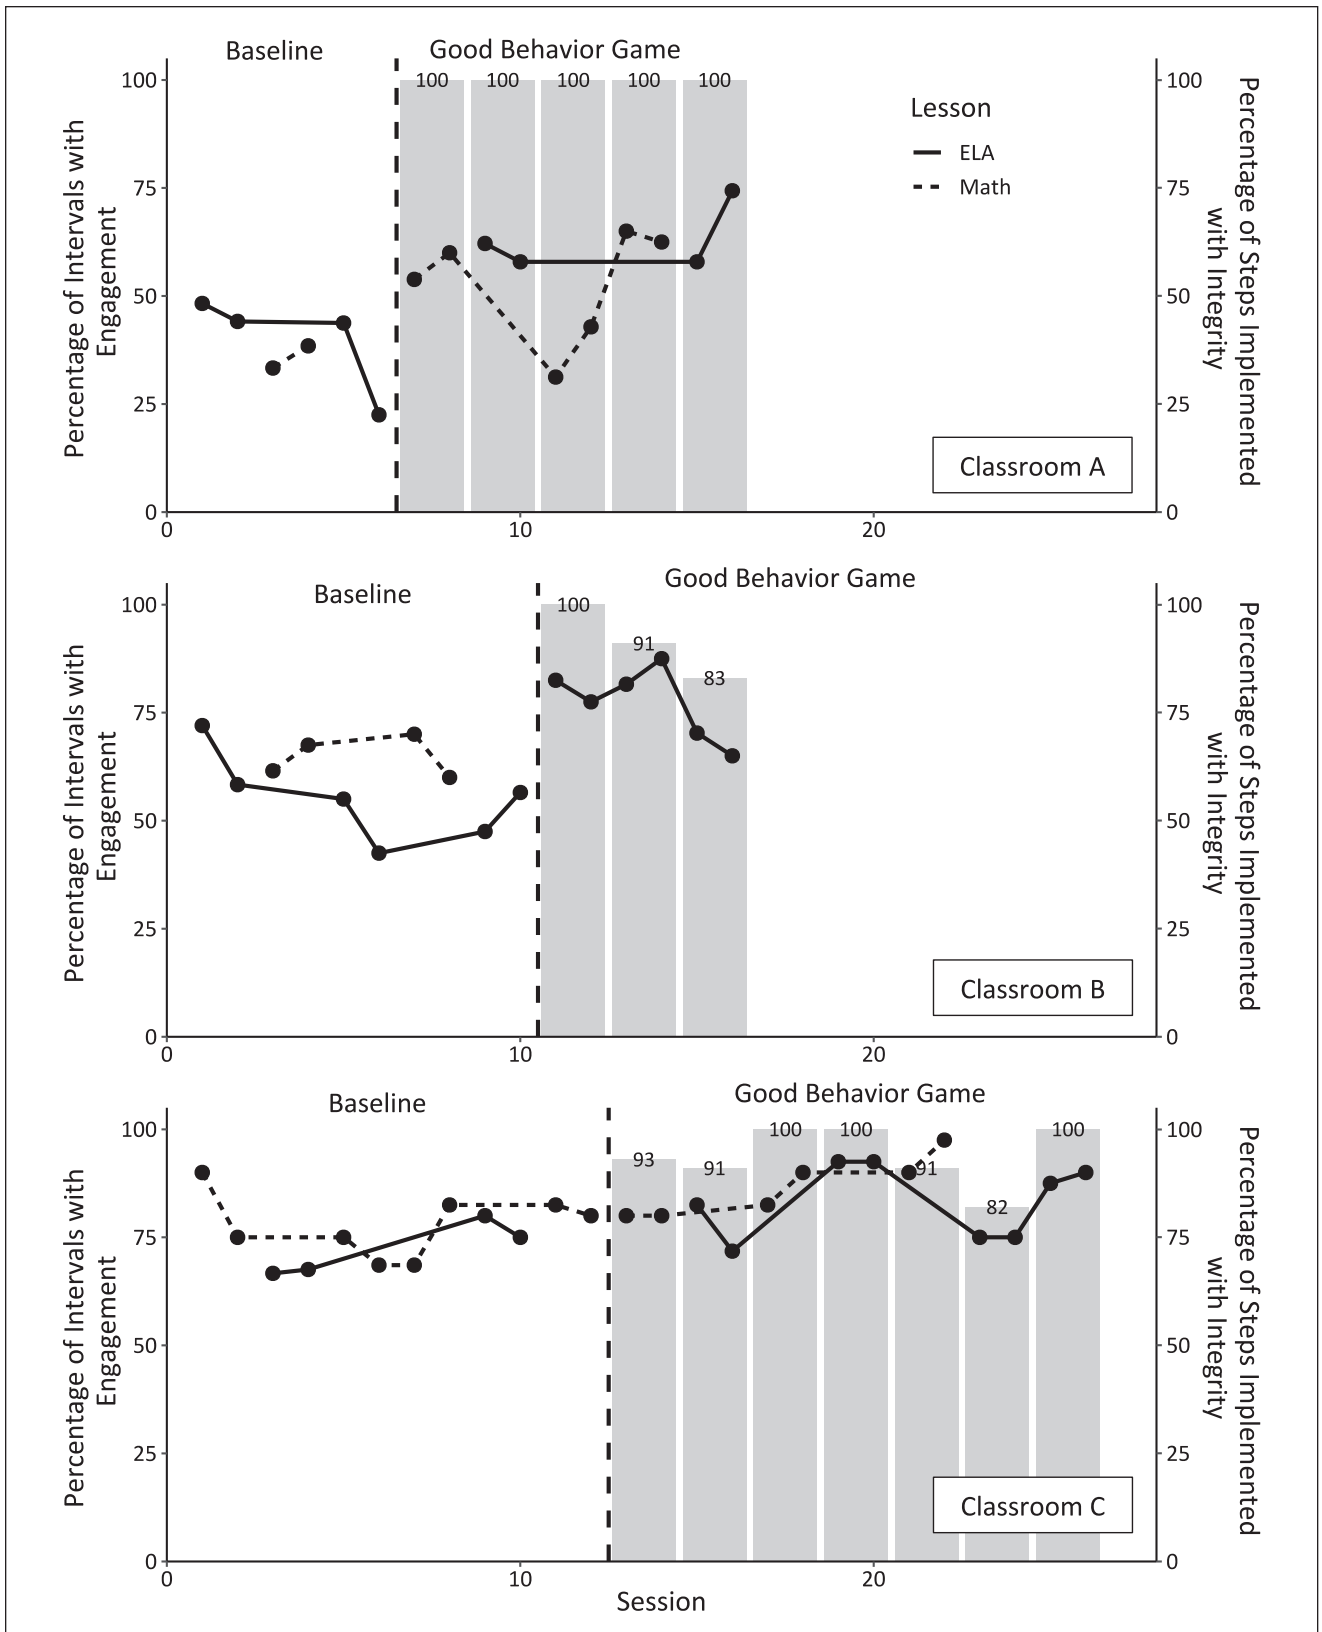 Baseline
Good Behavior Game
100 100 100 100 100
Percentage of Intervals with
Engagement
100
75
50
25
0
0 10 20
Lesson
ELA
Math
Classroom A
100
75
50
25
0
Percentage of Steps Implemented
with Integrity
Baseline
Good Behavior Game
100 91 83
Percentage of Intervals with
Engagement
100
75
50
25
0
0 10 20
Classroom B
100
75
50
25
0
Percentage of Steps Implemented
with Integrity
Baseline
Good Behavior Game
93 91 100 100 91 82 100
Percentage of Intervals with
Engagement
100
75
50
25
0
0 10 20
Classroom C
100
75
50
25
0
Percentage of Steps Implemented
with Integrity
Session